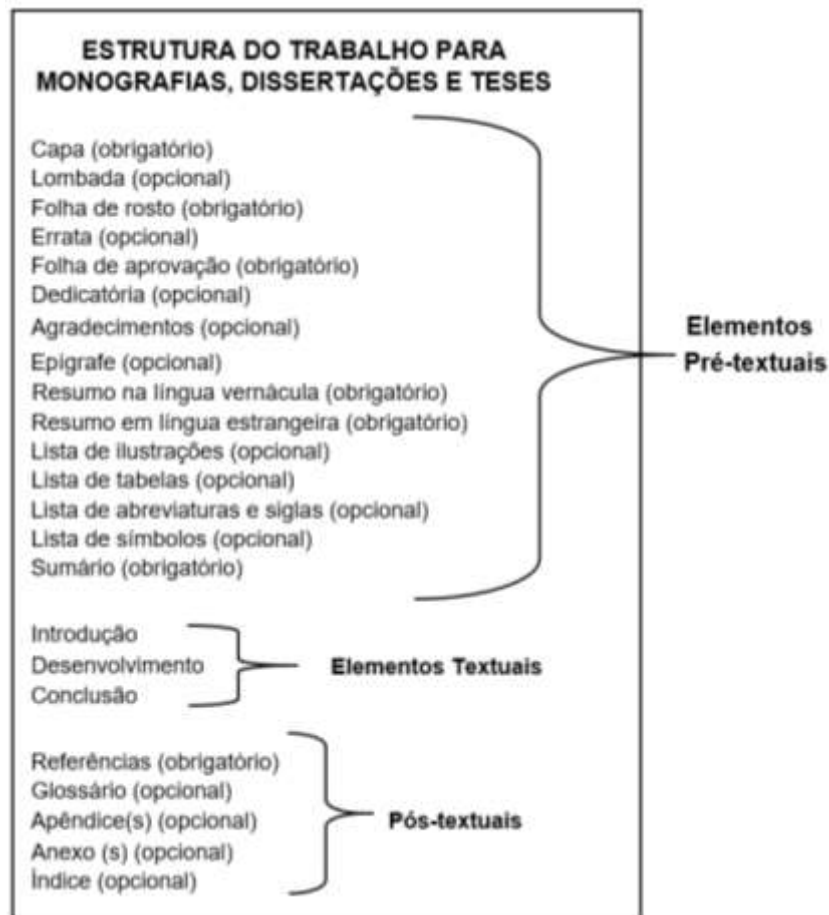 ESTRUTURA DO TRABALHO PARA
MONOGRAFIAS, DISSERTAÇÕES E TESES
Capa (obrigatório)
Lombada (opcional)
Folha de rosto (obrigatório)
Errata (opcional)
Folha de aprovação (obrigatório)
Dedicatória (opcional)
Agradecimentos (opcional)
Epígrafe (opcional)
Resumo na língua vernácula (obrigatório)
Resumo em língua estrangeira (obrigatório)
Lista de ilustrações (opcional)
Lista de tabelas (opcional)
Lista de abreviaturas e siglas (opcional)
Lista de símbolos (opcional)
Sumário (obrigatório)
Elementos
Pré-textuais
Introdução
Desenvolvimento
Conclusão
Elementos Textuais
Referências (obrigatório)
Glossário (opcional)
Apêndice(s) (opcional)
Anexo (s) (opcional)
Índice (opcional)
Pós-textuais